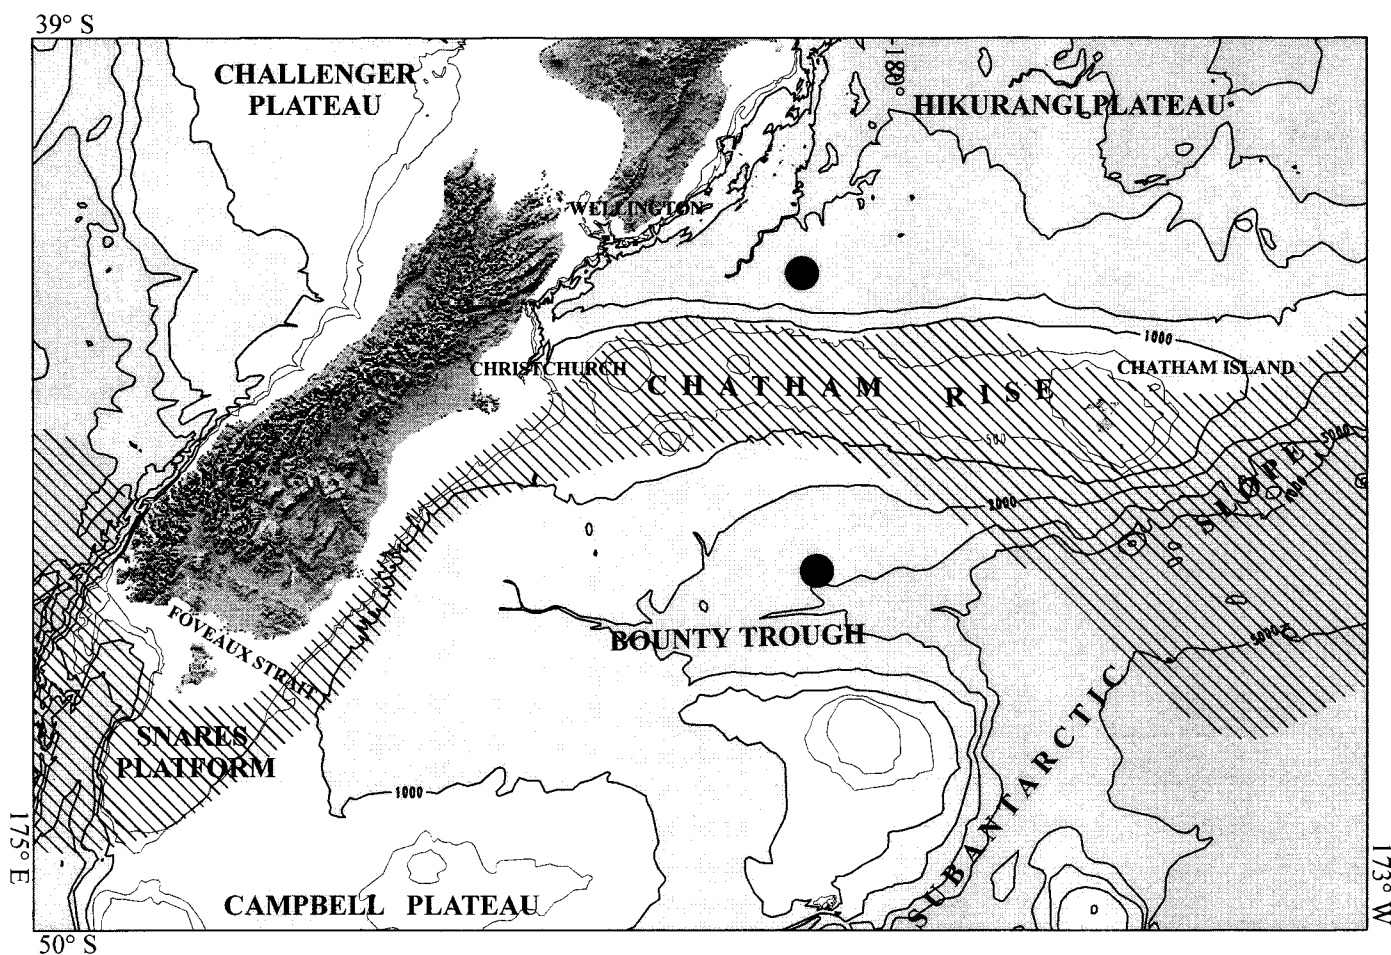 39° S
CHALLENGER
PLATEAU
180°
HIKURANGI PLATEAU
WELLINGTON
1000
CHRISTCHURCH
CHATHAM ISLAND
CHATHAM RISE
500
3000
SLOPE
2000
FOVEAUX STRAIT
BOUNTY TROUGH
5000
SUBANTARCTIC
SNARES
PLATFORM
1000
175° E
173° W
CAMPBELL PLATEAU
50° S